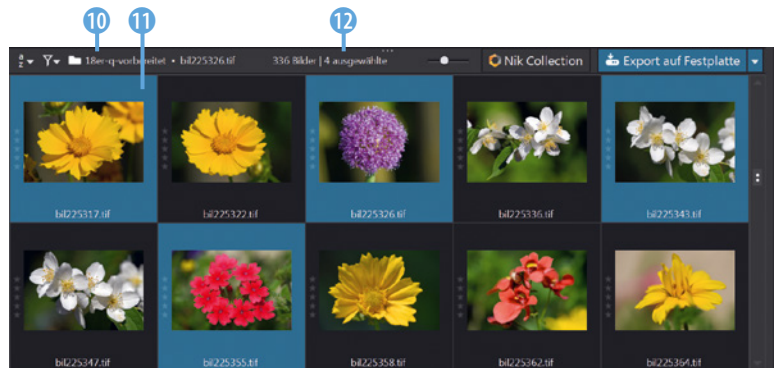 10 11 12
18er-q-vorbereitet • bil225326.tif 336 Bilder | 4 ausgewählte Nik Collection Export auf Festplatte
bil225317.tif bil225322.tif bil225326.tif bil225336.tif bil225343.tif
bil225347.tif bil225355.tif bil225358.tif bil225362.tif bil225364.tif